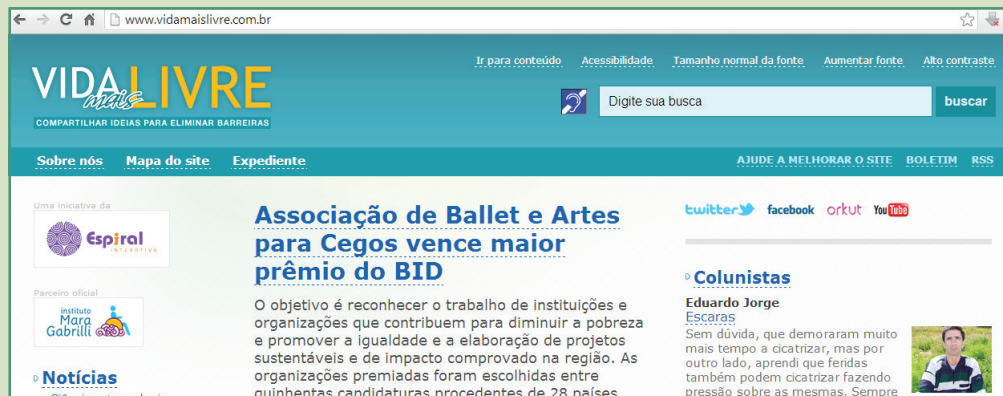 www.vidamaislivre.com.br
Ir para conteúdo Acessibilidade Tamanho normal da fonte Aumentar fonte Alto contraste
VIDA mais LIVRE
COMPARTILHAR IDEIAS PARA ELIMINAR BARREIRAS
Digite sua busca buscar
Sobre nós Mapa do site Expediente AJUDE A MELHORAR O SITE BOLETIM RSS
Uma iniciativa da
Espiral
INTERATIVA
Parceiro oficial
instituto
Mara
Gabrilli
Notícias
Associação de Ballet e Artes
para Cegos vence maior
prêmio do BID
O objetivo é reconhecer o trabalho de instituições e
organizações que contribuem para diminuir a pobreza
e promover a igualdade e a elaboração de projetos
sustentáveis e de impacto comprovado na região. As
organizações premiadas foram escolhidas entre
quinhentas candidaturas procedentes de 28 países
twitter facebook orkut YouTube
Colunistas
Eduardo Jorge
Escaras
Sem dúvida, que demoraram muito
mais tempo a cicatrizar, mas por
outro lado, aprendi que feridas
também podem cicatrizar fazendo
pressão sobre as mesmas. Sempre